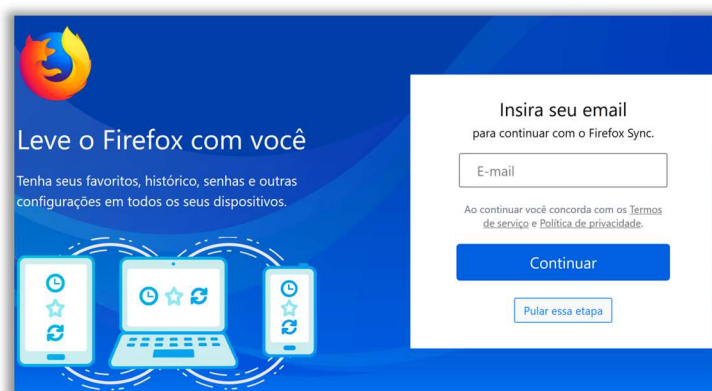 Leve o Firefox com você
Tenha seus favoritos, histórico, senhas e outras
configurações em todos os seus dispositivos.
Insira seu email
para continuar com o Firefox Sync.
E-mail
Ao continuar você concorda com os Termos
de serviço e Política de privacidade.
Continuar
Pular essa etapa